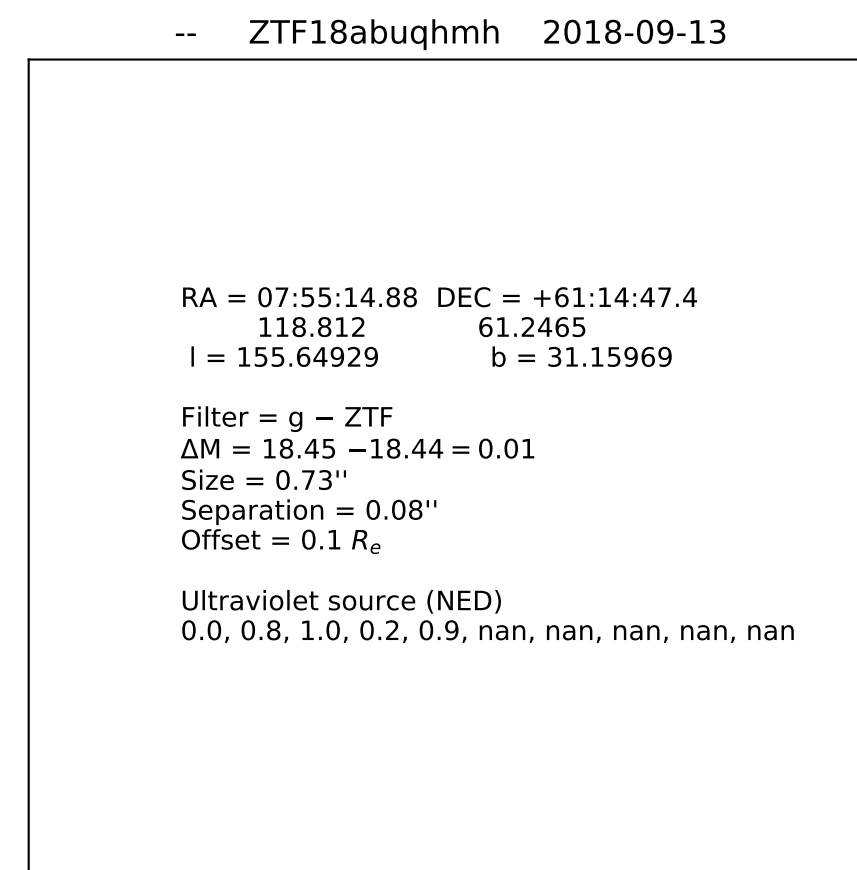 -- ZTF18abuqhmh 2018-09-13
RA = 07:55:14.88 DEC = +61:14:47.4
118.812 61.2465
l = 155.64929 b = 31.15969
Filter = g − ZTF
ΔM = 18.45 −18.44 = 0.01
Size = 0.73''
Separation = 0.08''
Offset = 0.1 Rₑ
Ultraviolet source (NED)
0.0, 0.8, 1.0, 0.2, 0.9, nan, nan, nan, nan, nan